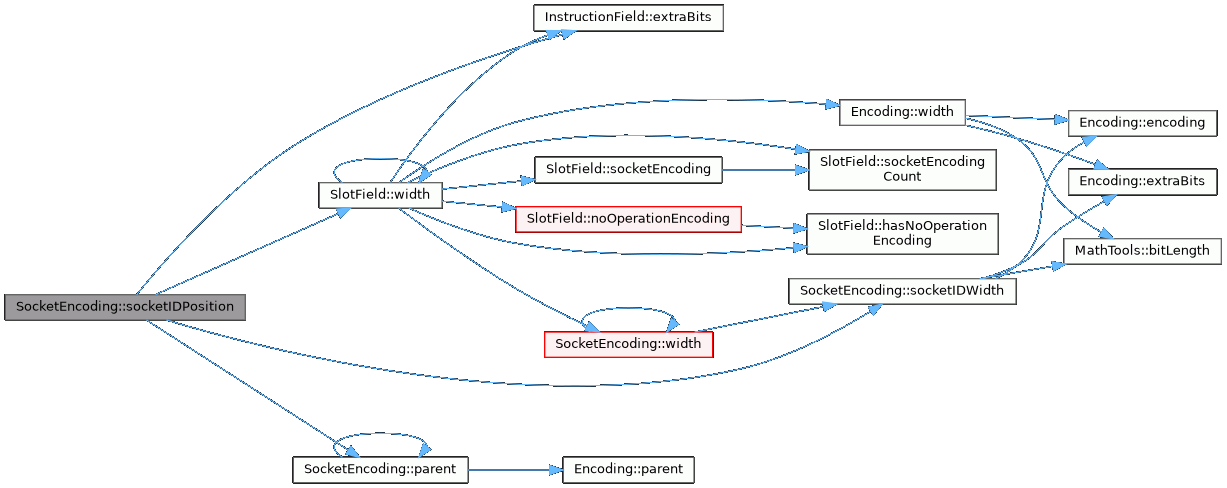 InstructionField::extraBits
Encoding::width
Encoding::encoding
SlotField::socketEncoding
SlotField::socketEncoding
Count
Encoding::extraBits
SlotField::width
SlotField::noOperationEncoding
SlotField::hasNoOperation
Encoding
MathTools::bitLength
SocketEncoding::socketIDPosition
SocketEncoding::socketIDWidth
SocketEncoding::width
SocketEncoding::parent
Encoding::parent